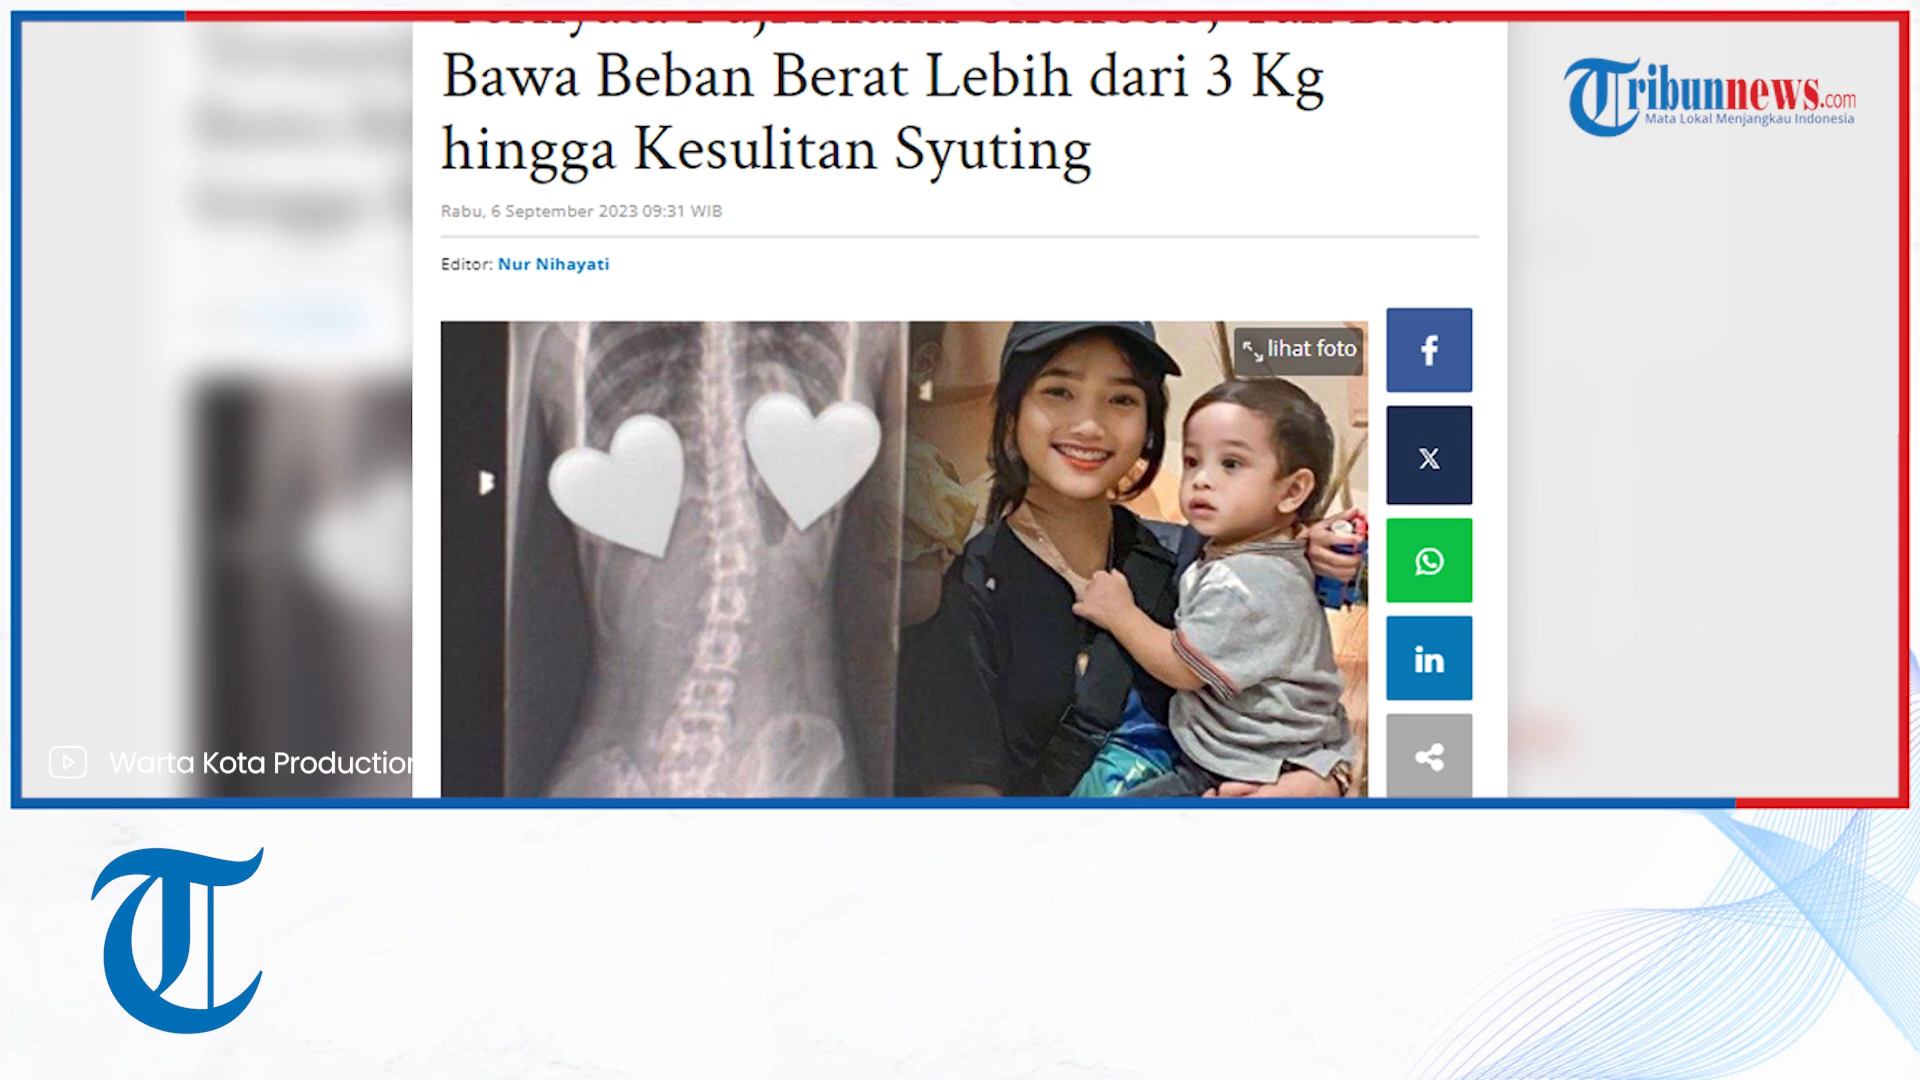 Bawa Beban Berat Lebih dari 3 Kg
hingga Kesulitan Syuting
Rabu, 6 September 2023 09:31 WIB
Editor: Nur Nihayati
lihat foto
Tribunnews.com
Mata Lokal Menjangkau Indonesia
Warta Kota Production